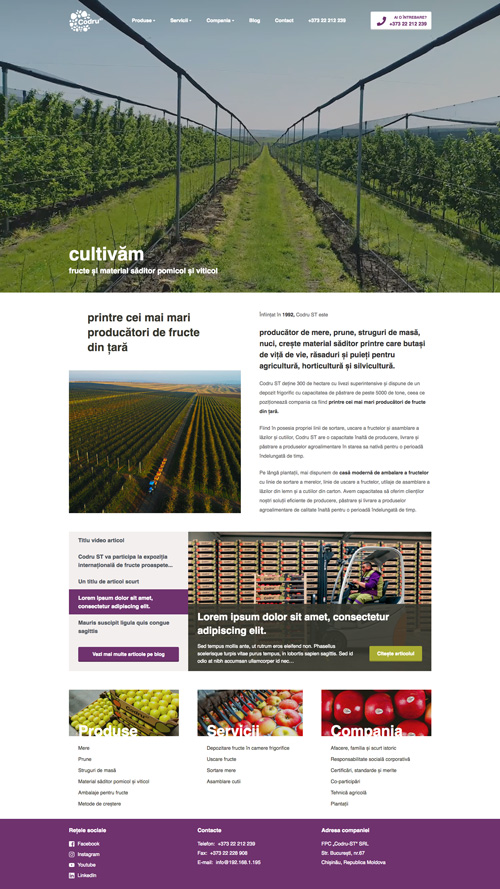 Codru ST
Produse
Servicii
Compania
Blog
Contact
+373 22 212 239
AI O ÎNTREBARE?
+373 22 212 239
cultivăm
fructe și material săditor pomicol și viticol
printre cei mai mari
producători de fructe
din țară
Înființat în 1992, Codru ST este
producător de mere, prune, struguri de masă,
nuci, crește material săditor printre care butași
de viță de vie, răsaduri și puieți pentru
agricultură, horticultură și silvicultură.
Codru ST deține 300 de hectare cu livezi superintensive și dispune de un
depozit frigorific cu capacitatea de păstrare de peste 5000 de tone, ceea ce
poziționează compania ca fiind printre cei mai mari producători de fructe
din țară.
Fiind în posesia propriei linii de sortare, uscare a fructelor și asamblare a
lăzilor și cutiilor, Codru ST are o capacitate înaltă de producere, livrare și
păstrare a produselor agroalimentare în starea sa nativă pentru o perioadă
îndelungată de timp.
Pe lângă plantații, mai dispunem de casă modernă de ambalare a fructelor
cu linie de sortare a merelor, linie de uscare a fructelor, utilaje de asamblare a
lăzilor din lemn și a cutiilor din carton. Avem capacitatea să oferim clienților
noștri soluții eficiente de producere, păstrare și livrare a produselor
agroalimentare de calitate înaltă pentru o perioadă îndelungată de timp.
Titlu video articol
Codru ST va participa la expoziția
internațională de fructe proaspete...
Un titlu de articol scurt
Lorem ipsum dolor sit amet,
consectetur adipiscing elit.
Mauris suscipit ligula quis congue
sagittis
Vezi mai multe articole pe blog
Lorem ipsum dolor sit amet, consectetur
adipiscing elit.
Sed tempus mollis ante, ut rutrum eros eleifend non. Phasellus
scelerisque turpis vitae purus tempus, in lobortis sapien sagittis. Sed id
odio at nibh accumsan ullamcorper id nec...
Citește articolul
Produse
Mere
Prune
Struguri de masă
Material săditor pomicol și viticol
Ambalaje pentru fructe
Metode de creștere
Servicii
Depozitare fructe în camere frigorifice
Uscare fructe
Sortare mere
Asamblare cutii
Compania
Afacere, familie și scurt istoric
Responsabilitate socială corporativă
Certificări, standarde și merite
Co-participări
Tehnică agricolă
Plantații
Rețele sociale
Facebook
Instagram
Youtube
LinkedIn
Contacte
Telefon: +373 22 212 239
Fax: +373 22 228 908
E-mail: info@192.168.1.195
Adresa companiei
FPC „Codru-ST” SRL
Str. București, nr.67
Chișinău, Republica Moldova